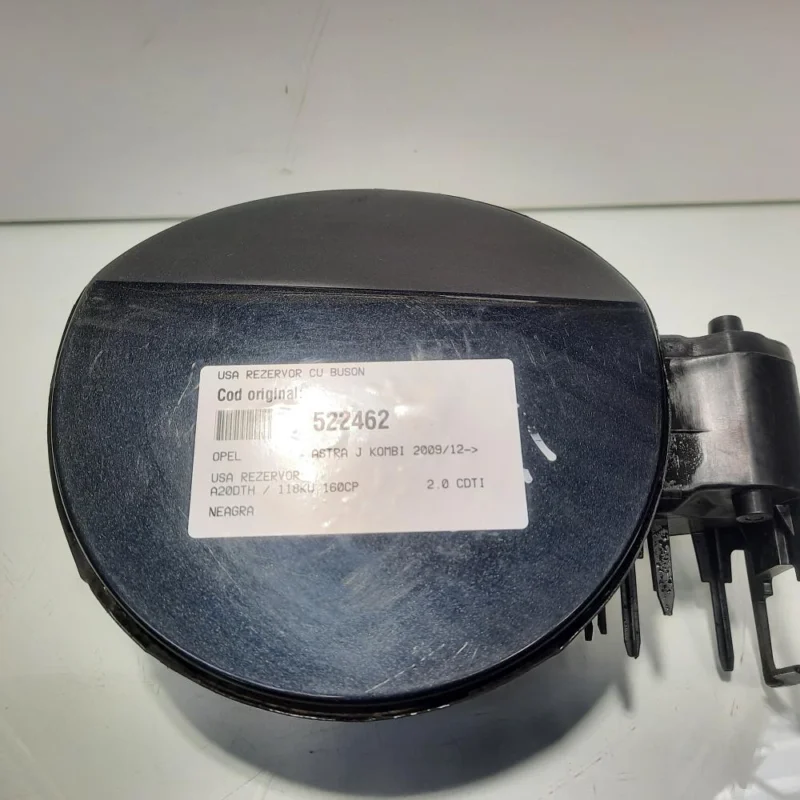 USA REZERVOR CU BUSON
Cod original:
522462
OPEL ASTRA J KOMBI 2009/12->
USA REZERVOR
A20DTH / 118KW 160CP 2.0 CDTI
NEAGRA